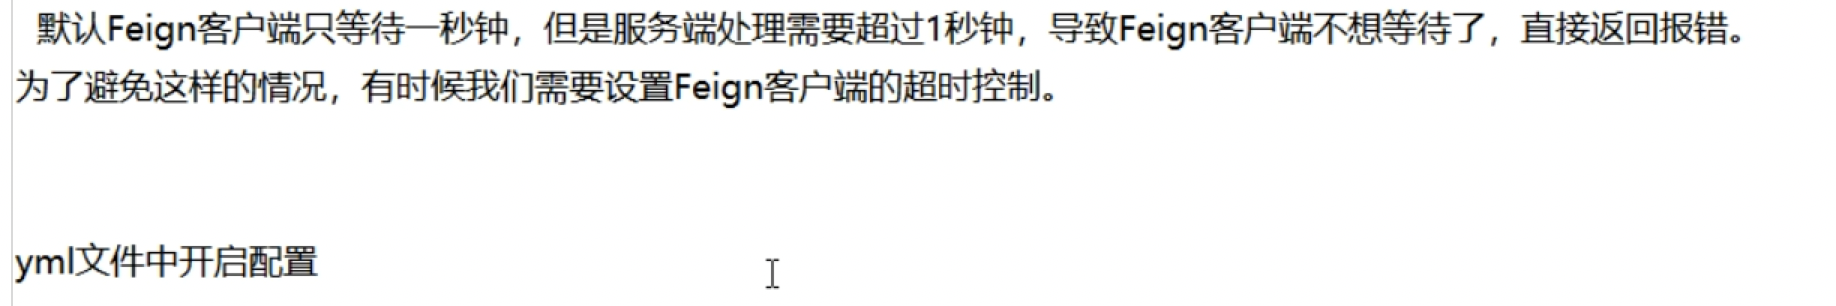 默认Feign客户端只等待一秒钟，但是服务端处理需要超过1秒钟，导致Feign客户端不想等待了，直接返回报错。
为了避免这样的情况，有时候我们需要设置Feign客户端的超时控制。
yml文件中开启配置